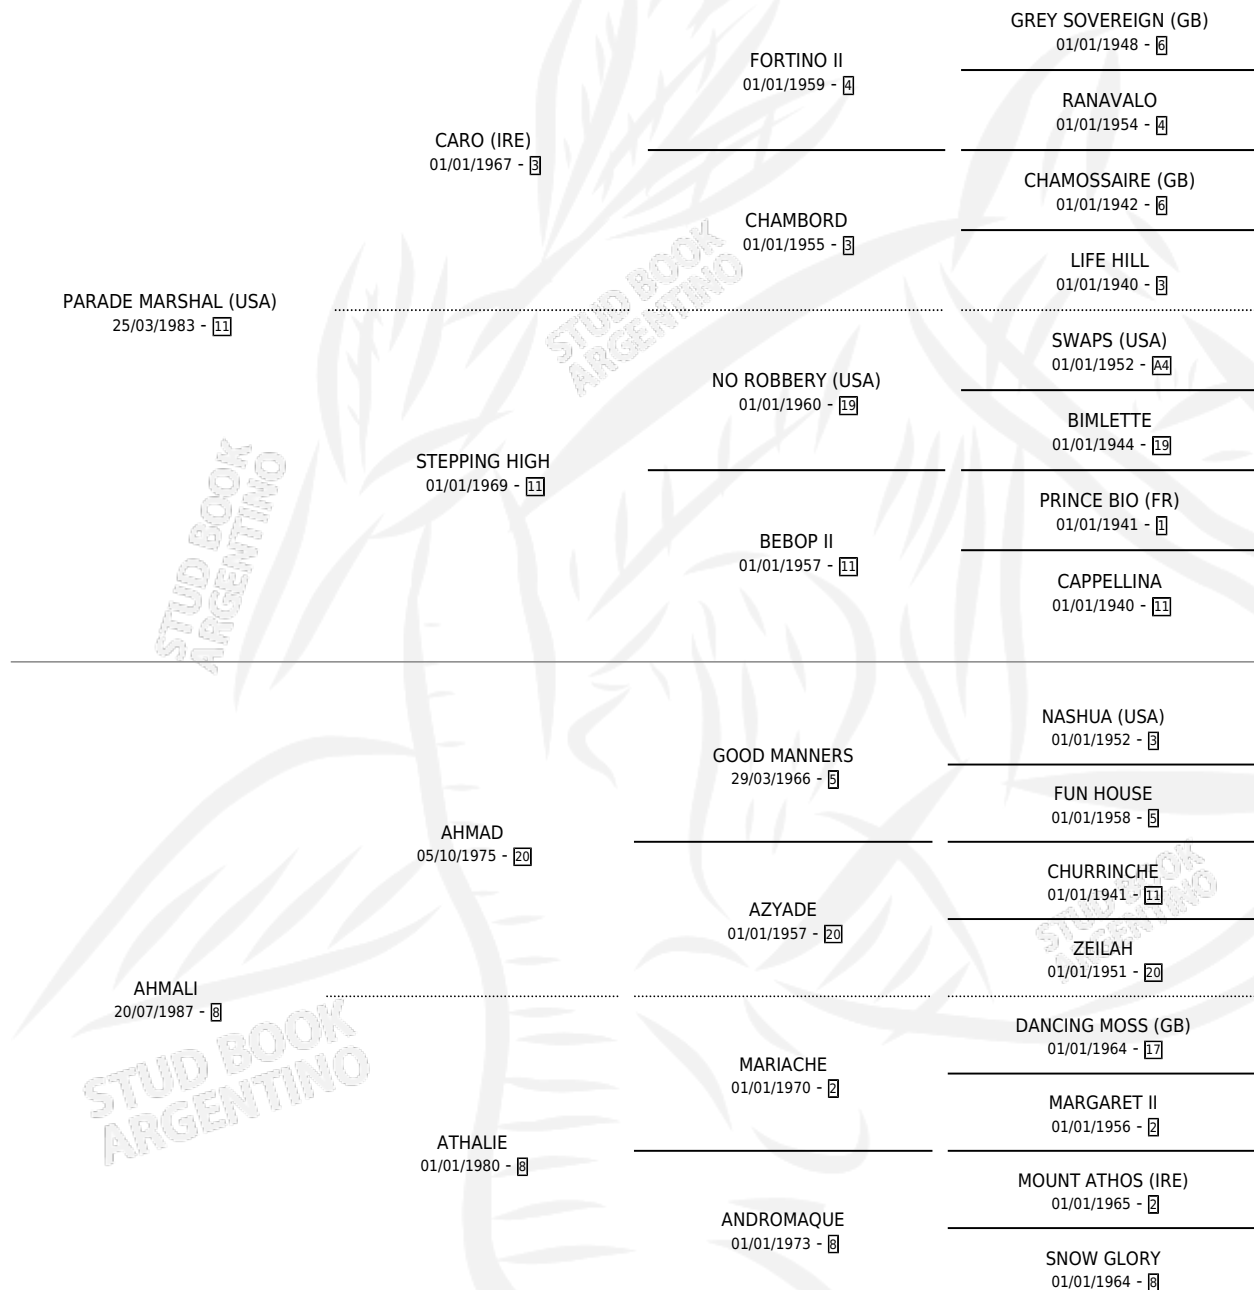 GREY SOVEREIGN (GB)
01/01/1948 - 6
FORTINO II
01/01/1959 - 4
RANAVALO
01/01/1954 - 4
CARO (IRE)
01/01/1967 - 3
CHAMOSSAIRE (GB)
01/01/1942 - 6
CHAMBORD
01/01/1955 - 3
LIFE HILL
01/01/1940 - 3
PARADE MARSHAL (USA)
25/03/1983 - 11
SWAPS (USA)
01/01/1952 - A4
NO ROBBERY (USA)
01/01/1960 - 19
BIMLETTE
01/01/1944 - 19
STEPPING HIGH
01/01/1969 - 11
PRINCE BIO (FR)
01/01/1941 - 1
BEBOP II
01/01/1957 - 11
CAPPELLINA
01/01/1940 - 11
NASHUA (USA)
01/01/1952 - 3
GOOD MANNERS
29/03/1966 - 5
FUN HOUSE
01/01/1958 - 5
AHMAD
05/10/1975 - 20
CHURRINCHE
01/01/1941 - 11
AZYADE
01/01/1957 - 20
ZEILAH
01/01/1951 - 20
AHMALI
20/07/1987 - 8
DANCING MOSS (GB)
01/01/1964 - 17
MARIACHE
01/01/1970 - 2
MARGARET II
01/01/1956 - 2
ATHALIE
01/01/1980 - 8
MOUNT ATHOS (IRE)
01/01/1965 - 2
ANDROMAQUE
01/01/1973 - 8
SNOW GLORY
01/01/1964 - 8
STUD BOOK
ARGENTINO
STUD BOOK
ARGENTINO
STUD BOOK
ARGENTINO
STUD BOOK
ARGENTINO